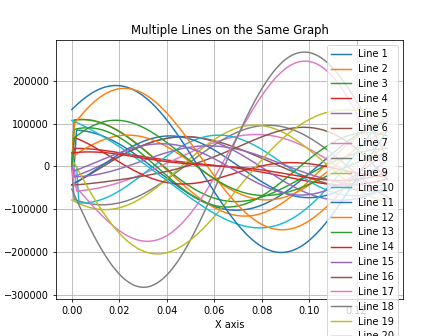 Multiple Lines on the Same Graph
200000
100000
0
−100000
−200000
−300000
0.00
0.02
0.04
0.06
0.08
0.10
X axis
Line 1
Line 2
Line 3
Line 4
Line 5
Line 6
Line 7
Line 8
Line 9
Line 10
Line 11
Line 12
Line 13
Line 14
Line 15
Line 16
Line 17
Line 18
Line 19
Line 20